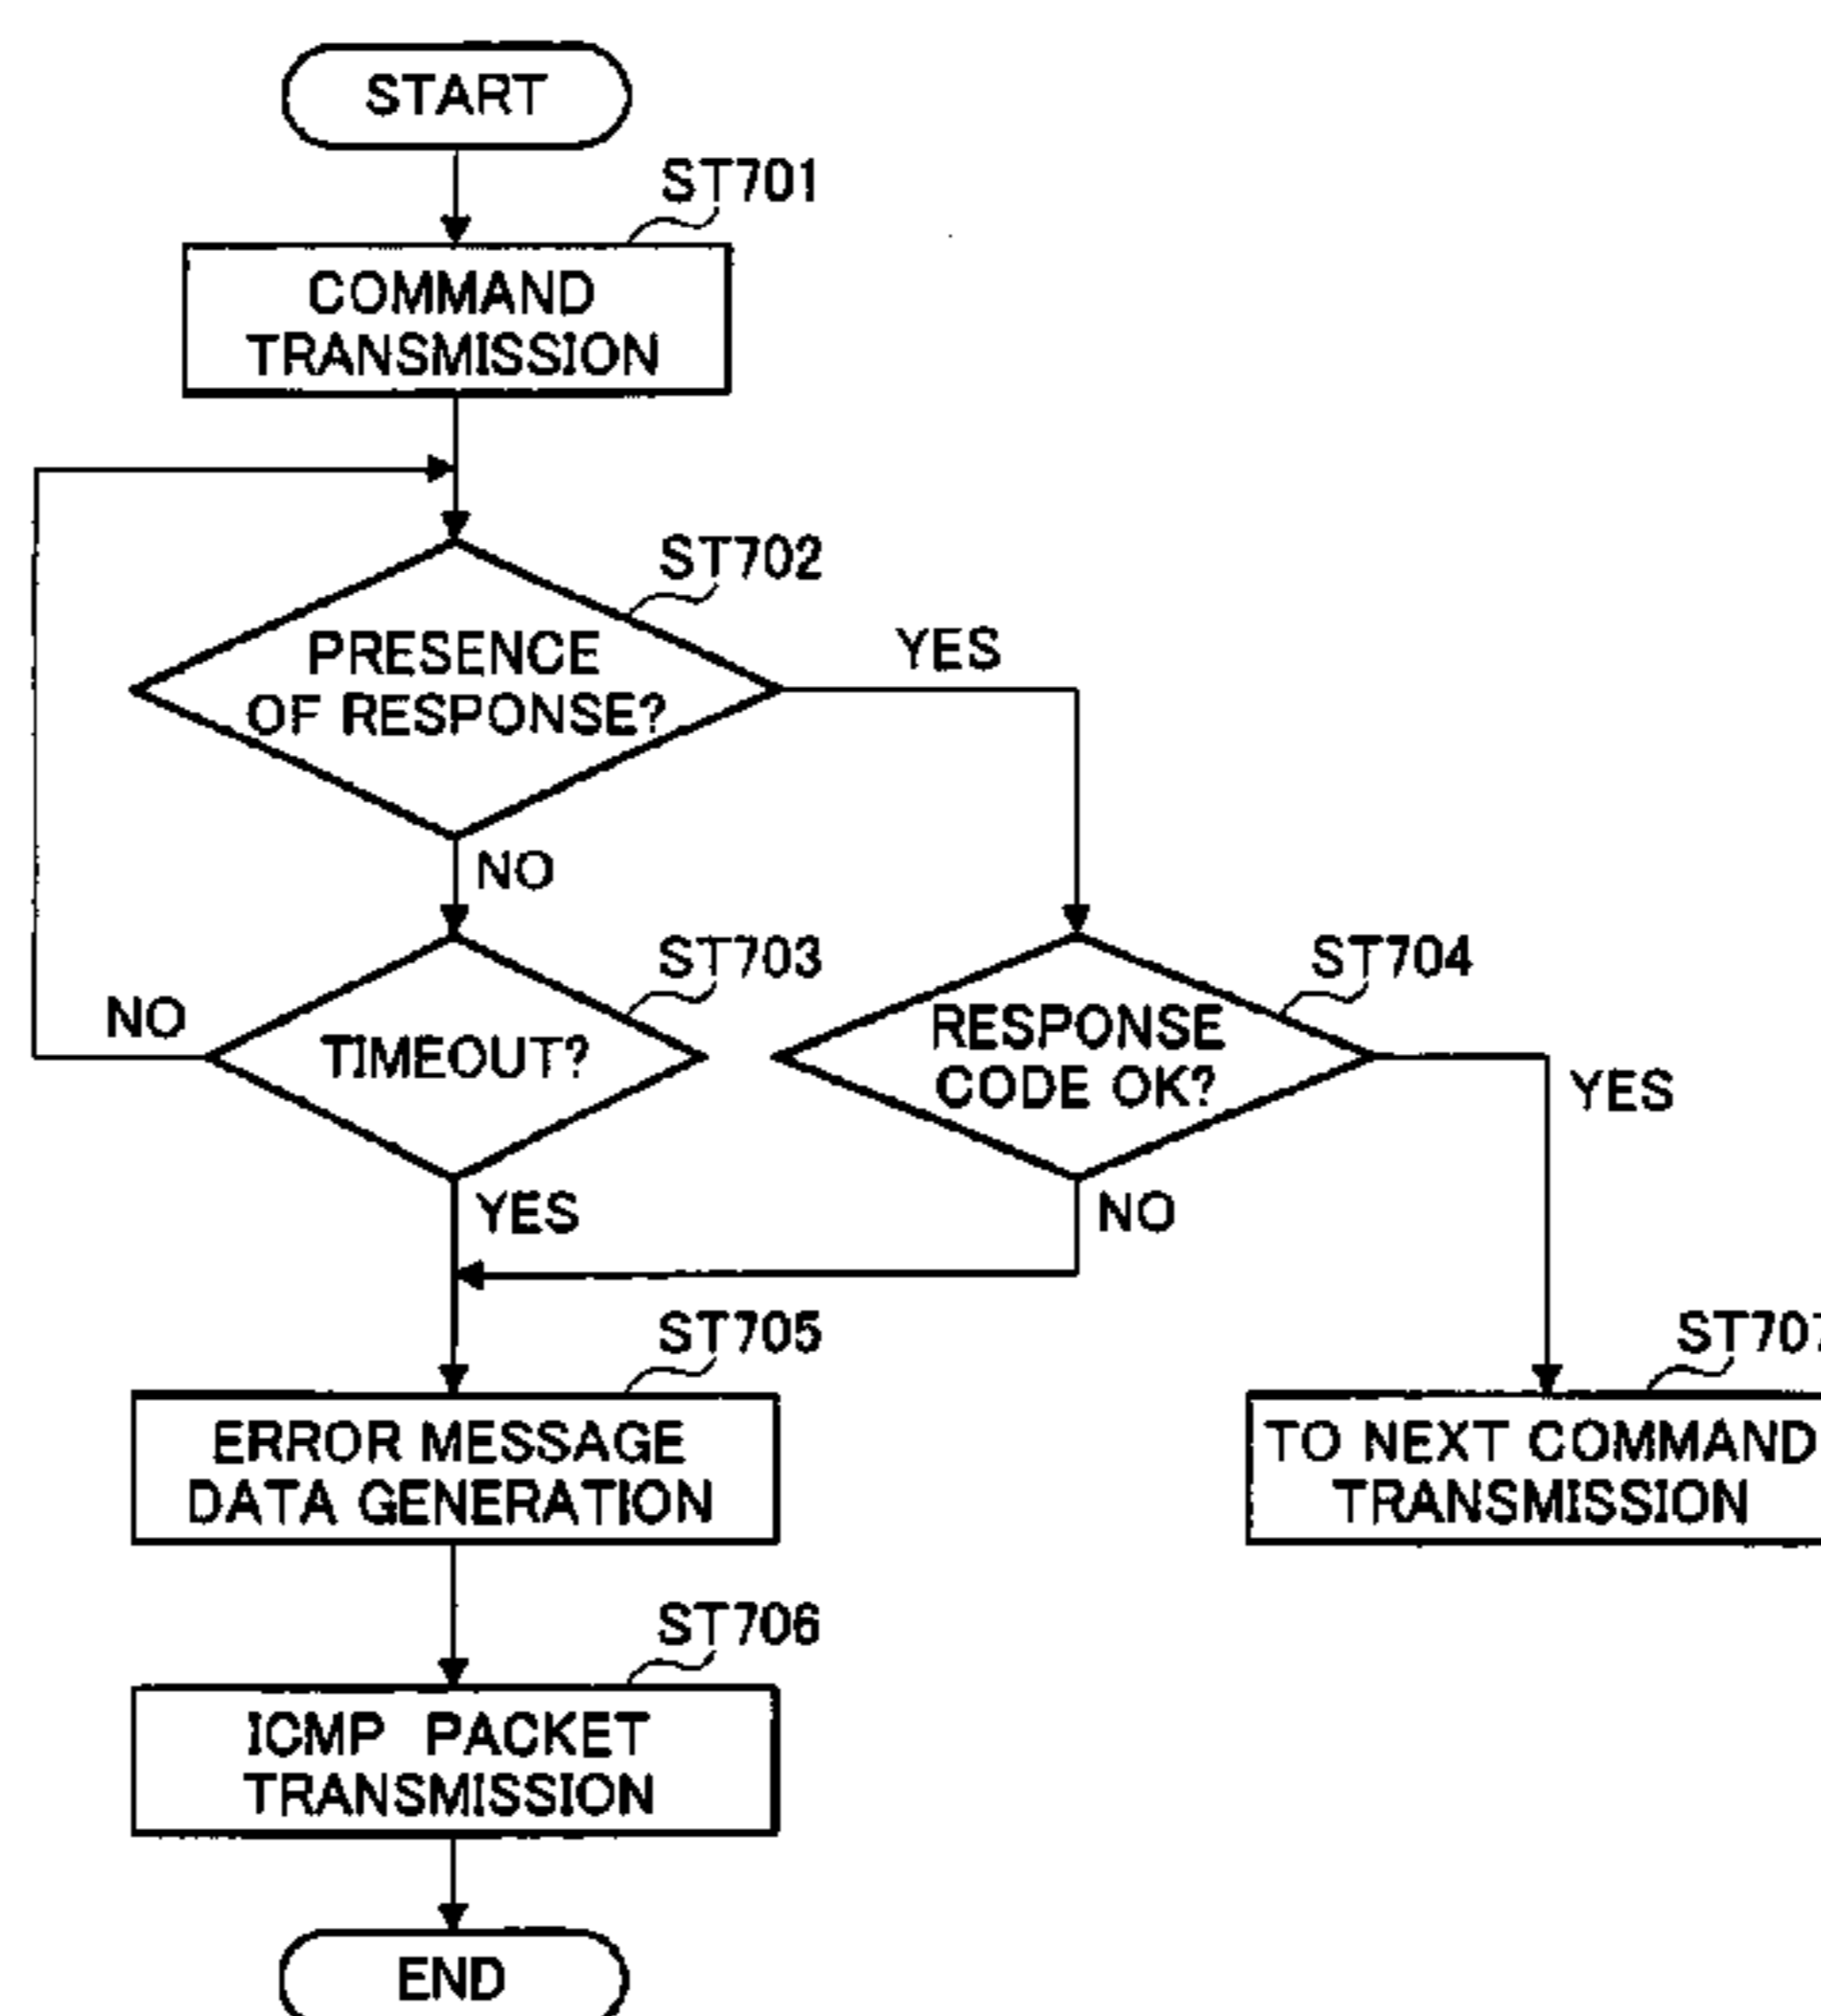 START
ST701
COMMAND
TRANSMISSION
ST702
PRESENCE
OF RESPONSE?
YES
NO
ST703
ST704
NO
TIMEOUT?
RESPONSE
CODE OK?
YES
YES
NO
ST705
ST707
ERROR MESSAGE
DATA GENERATION
TO NEXT COMMAND
TRANSMISSION
ST706
ICMP PACKET
TRANSMISSION
END